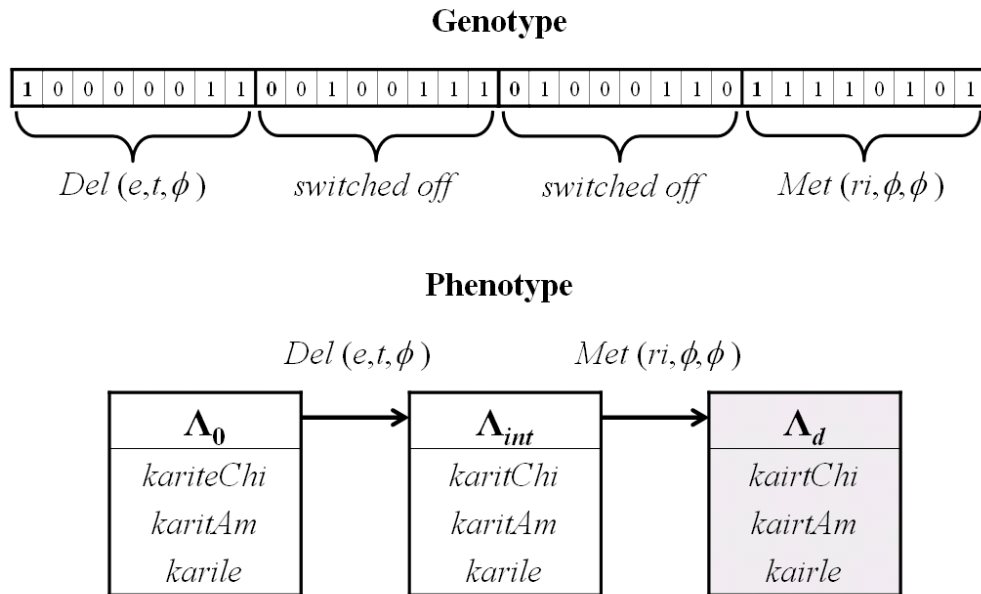 Genotype
1 0 0 0 0 0 1 1 0 0 1 0 0 1 1 1 0 1 0 0 0 1 1 0 1 1 1 1 0 1 0 1
Del (e,t,ϕ) switched off switched off Met (ri,ϕ,ϕ)
Phenotype
Del (e,t,ϕ) Met (ri,ϕ,ϕ)
Λ0 Λint Λd
kariteChi karitChi kairtChi
karitAm karitAm kairtAm
karile karile kairle